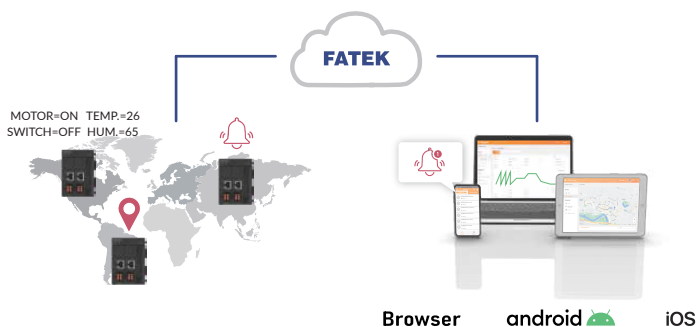 FATEK
MOTOR=ON TEMP.=26
SWITCH=OFF HUM.=65
Browser
android
iOS